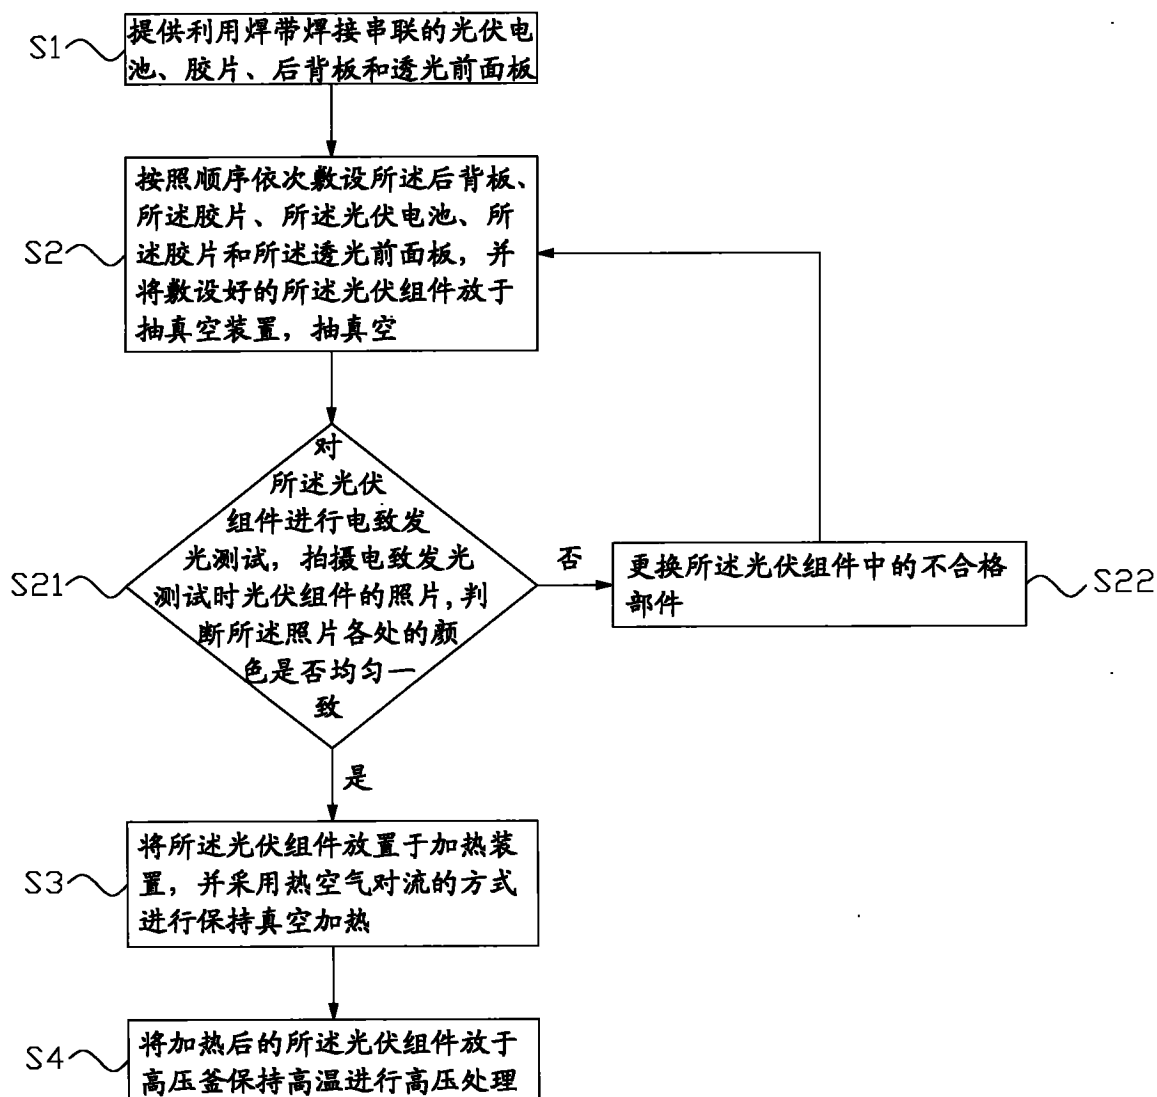 S1
提供利用焊带焊接串联的光伏电
池、胶片、后背板和透光前面板
S2
按照顺序依次敷设所述后背板、
所述胶片、所述光伏电池、所
述胶片和所述透光前面板，并
将敷设好的所述光伏组件放于
抽真空装置，抽真空
S21
对
所述光伏
组件进行电致发
光测试，拍摄电致发光
测试时光伏组件的照片,判
断所述照片各处的颜
色是否均匀一
致
否
更换所述光伏组件中的不合格
部件
S22
是
S3
将所述光伏组件放置于加热装
置，并采用热空气对流的方式
进行保持真空加热
S4
将加热后的所述光伏组件放于
高压釜保持高温进行高压处理